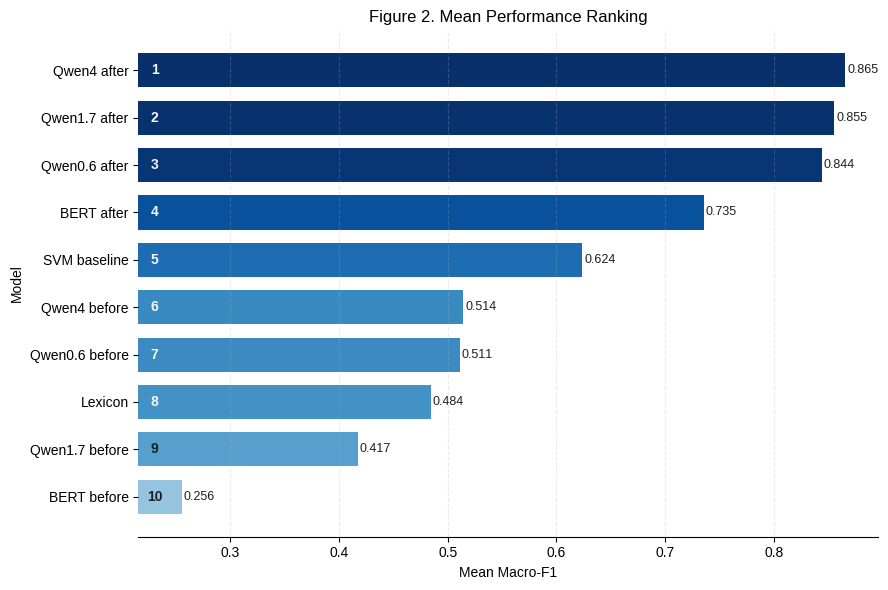 Figure 2. Mean Performance Ranking
Model
Qwen4 after 1 0.865
Qwen1.7 after 2 0.855
Qwen0.6 after 3 0.844
BERT after 4 0.735
SVM baseline 5 0.624
Qwen4 before 6 0.514
Qwen0.6 before 7 0.511
Lexicon 8 0.484
Qwen1.7 before 9 0.417
BERT before 10 0.256
0.3 0.4 0.5 0.6 0.7 0.8
Mean Macro-F1